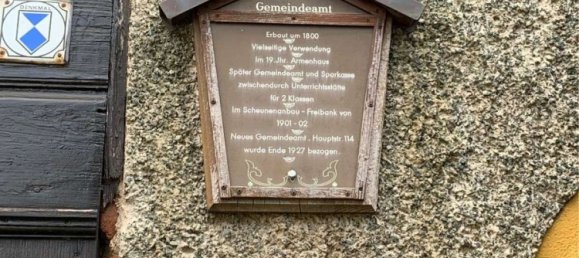 DENKMAL
Gemeindeamt
Erbaut um 1800
Vielseitige Verwendung
Im 19.Jhr. Armenhaus
Später Gemeindeamt und Sparkasse
zwischendurch Unterrichtsstätte
für 2 Klassen
Im Scheunenanbau - Freibank von
1901-02
Neues Gemeindeamt . Hauptstr. 114
wurde Ende 1927 bezogen.